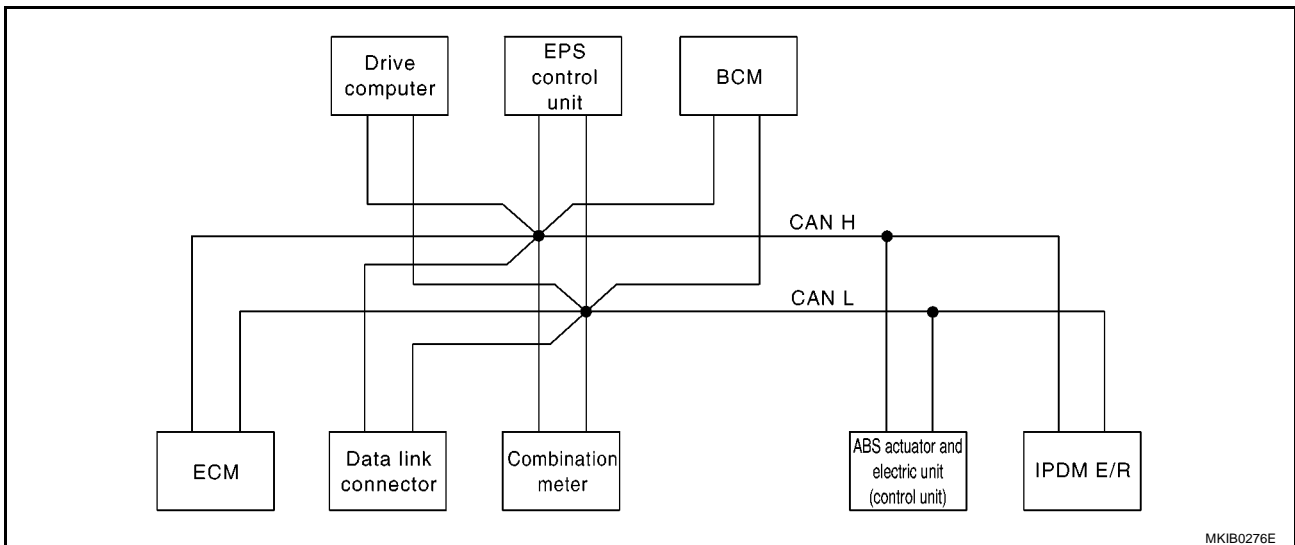 Drive
computer
EPS
control
unit
BCM
CAN H
CAN L
ECM
Data link
connector
Combination
meter
ABS actuator and
electric unit
(control unit)
IPDM E/R
MKIB0276E